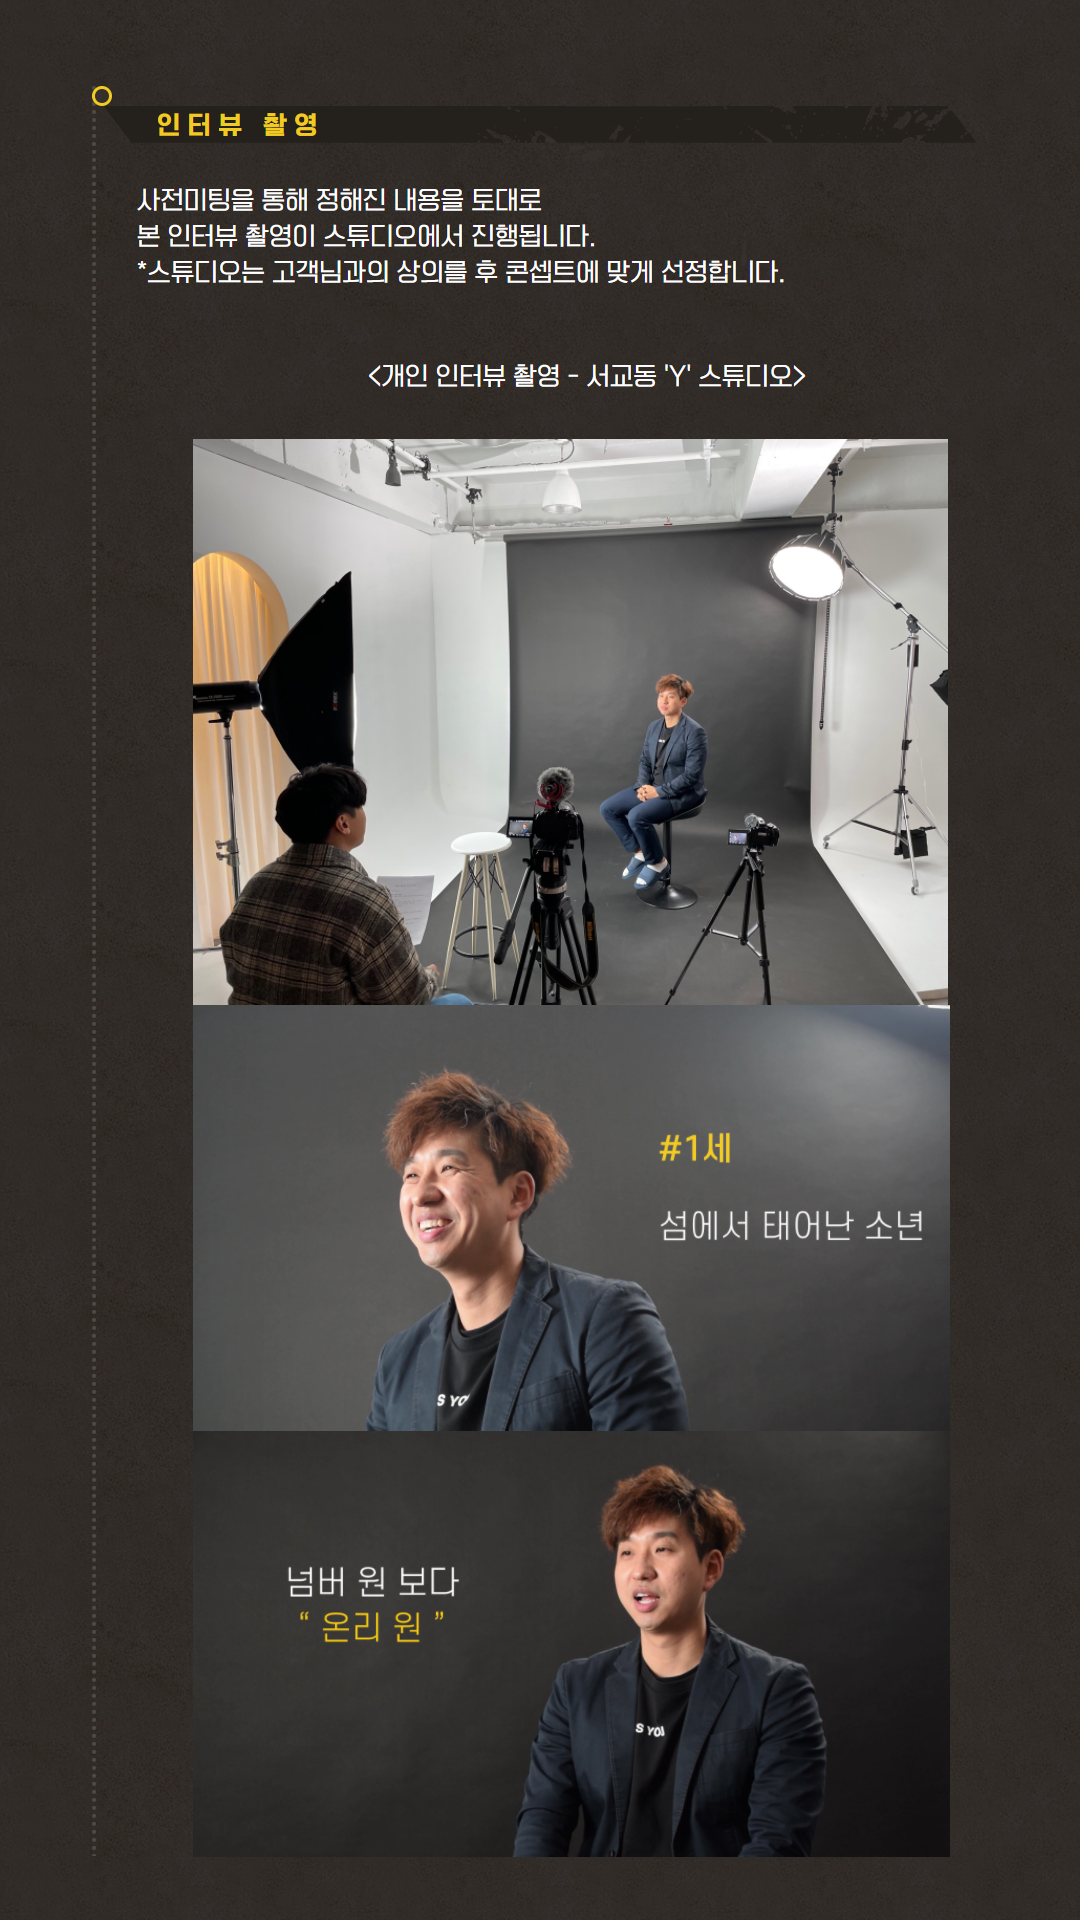 인터뷰 촬영
사전미팅을 통해 정해진 내용을 토대로
본 인터뷰 촬영이 스튜디오에서 진행됩니다.
*스튜디오는 고객님과의 상의를 후 콘셉트에 맞게 선정합니다.
<개인 인터뷰 촬영 - 서교동 'Y' 스튜디오>
#1세
섬에서 태어난 소년
S YO
넘버 원 보다
“ 온리 원 ”
S YOU